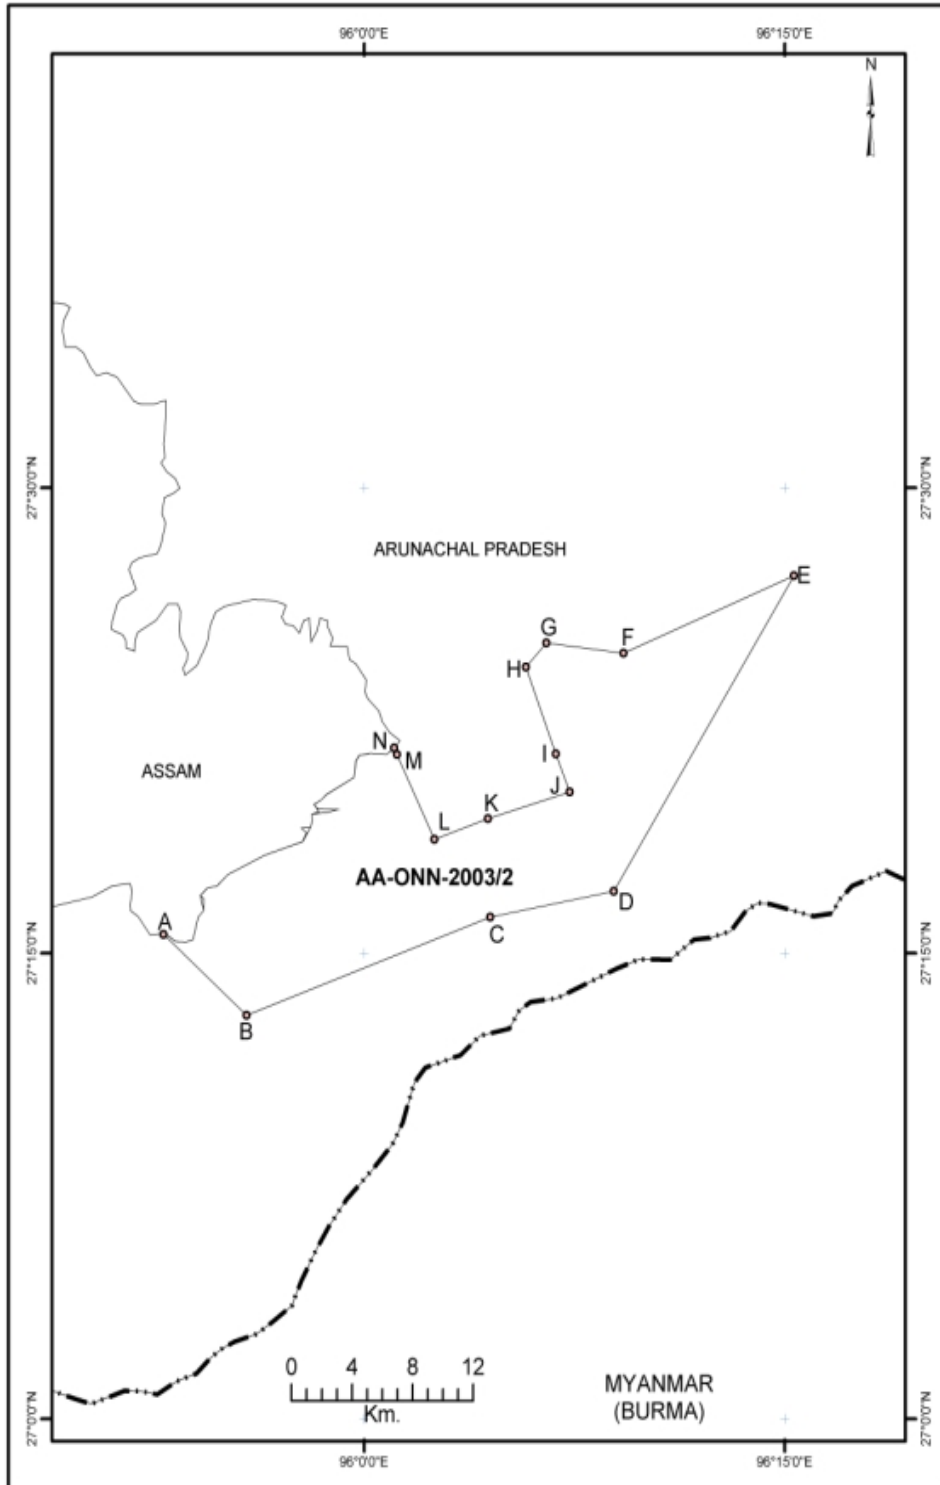 96°0'0"E
96°15'0"E
N
27°30'0"N
27°30'0"N
ARUNACHAL PRADESH
E
G
F
H
N
M
I
ASSAM
J
K
L
AA-ONN-2003/2
D
A
C
27°15'0"N
27°15'0"N
B
0 4 8 12
Km.
MYANMAR
(BURMA)
27°0'0"N
27°0'0"N
96°0'0"E
96°15'0"E